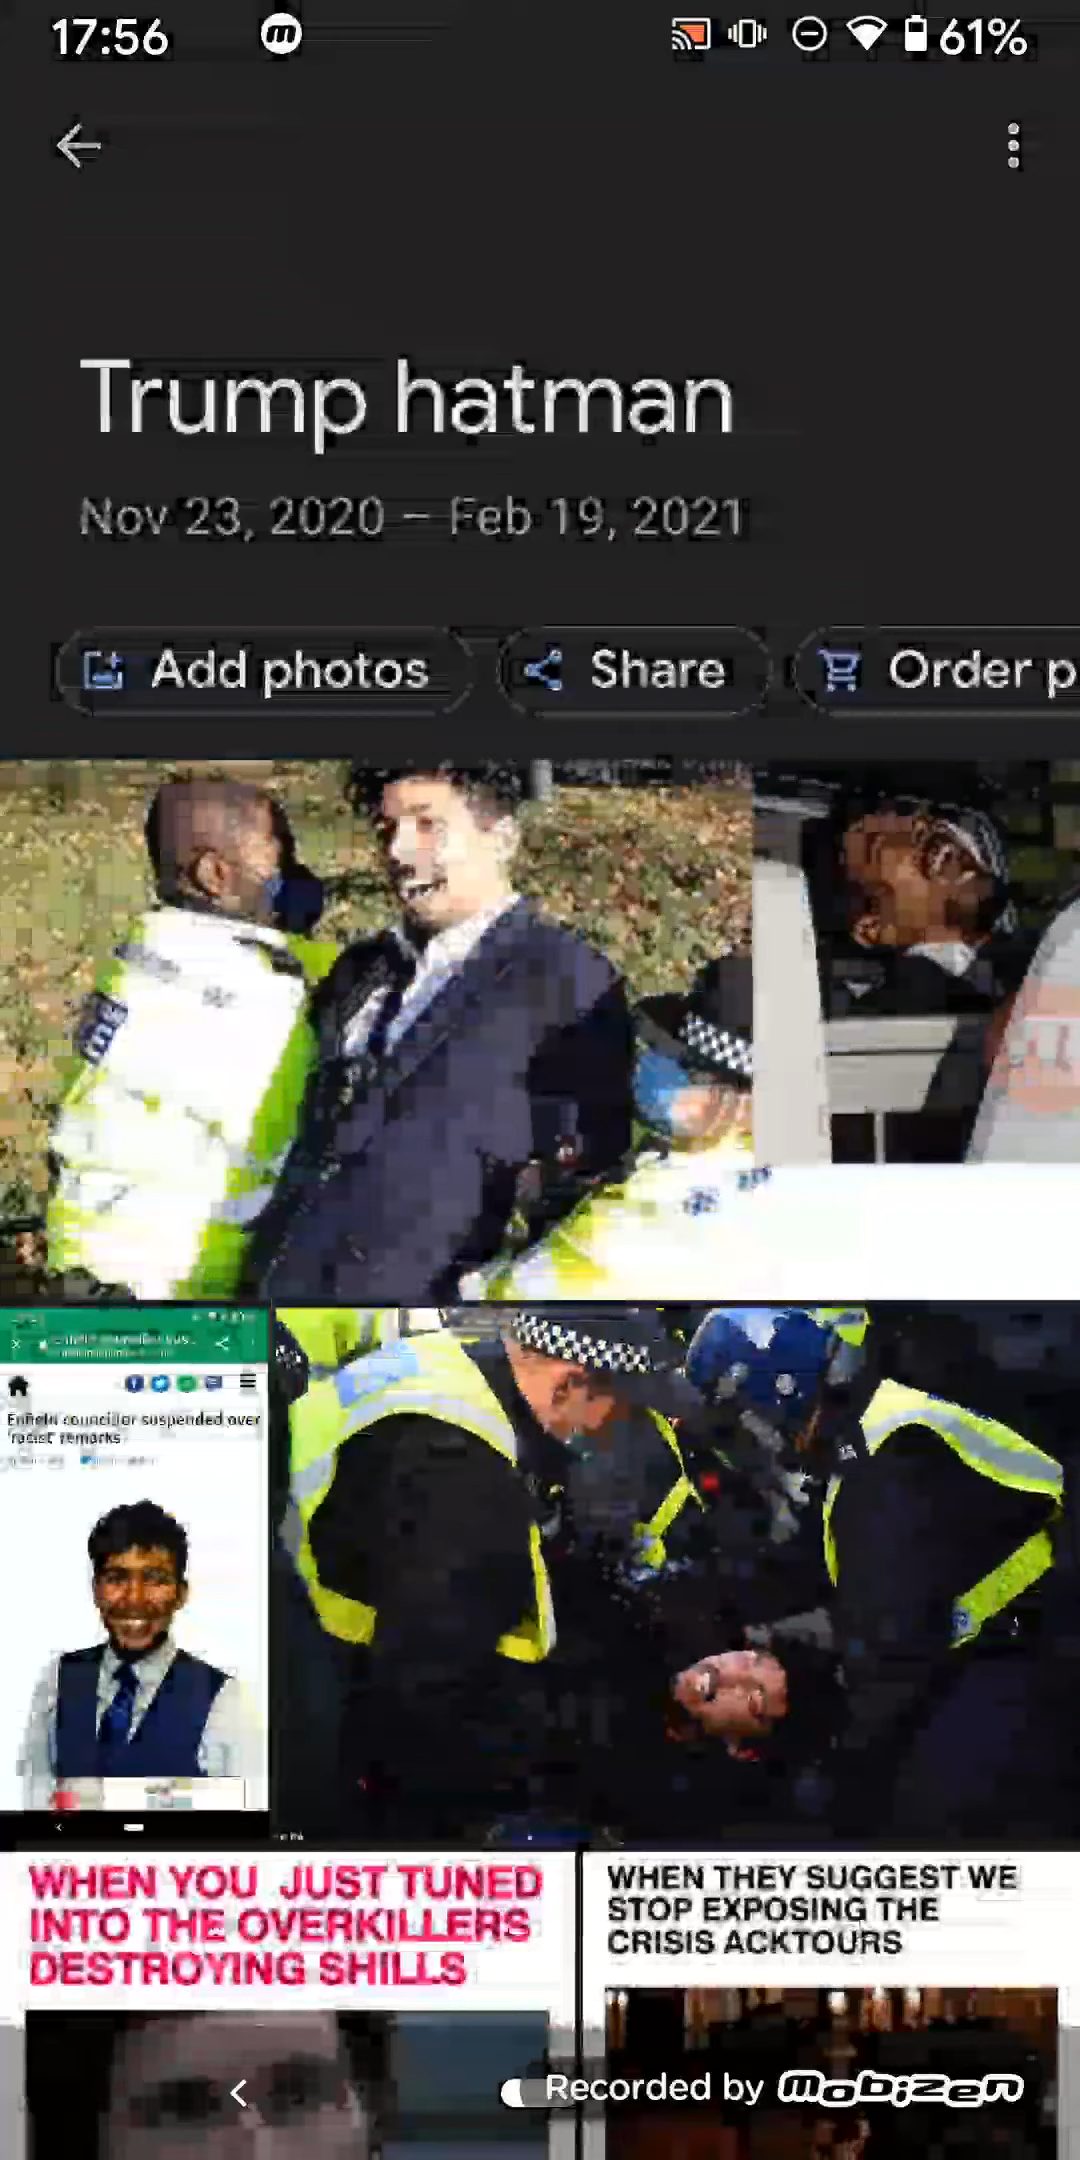 17:56
61%
Trump hatman
Nov 23, 2020 – Feb 19, 2021
Add photos
Share
Order p
Enfield councillor suspended over
'racist' remarks
WHEN YOU JUST TUNED
INTO THE OVERKILLERS
DESTROYING SHILLS
WHEN THEY SUGGEST WE
STOP EXPOSING THE
CRISIS ACKTOURS
Recorded by mobizen